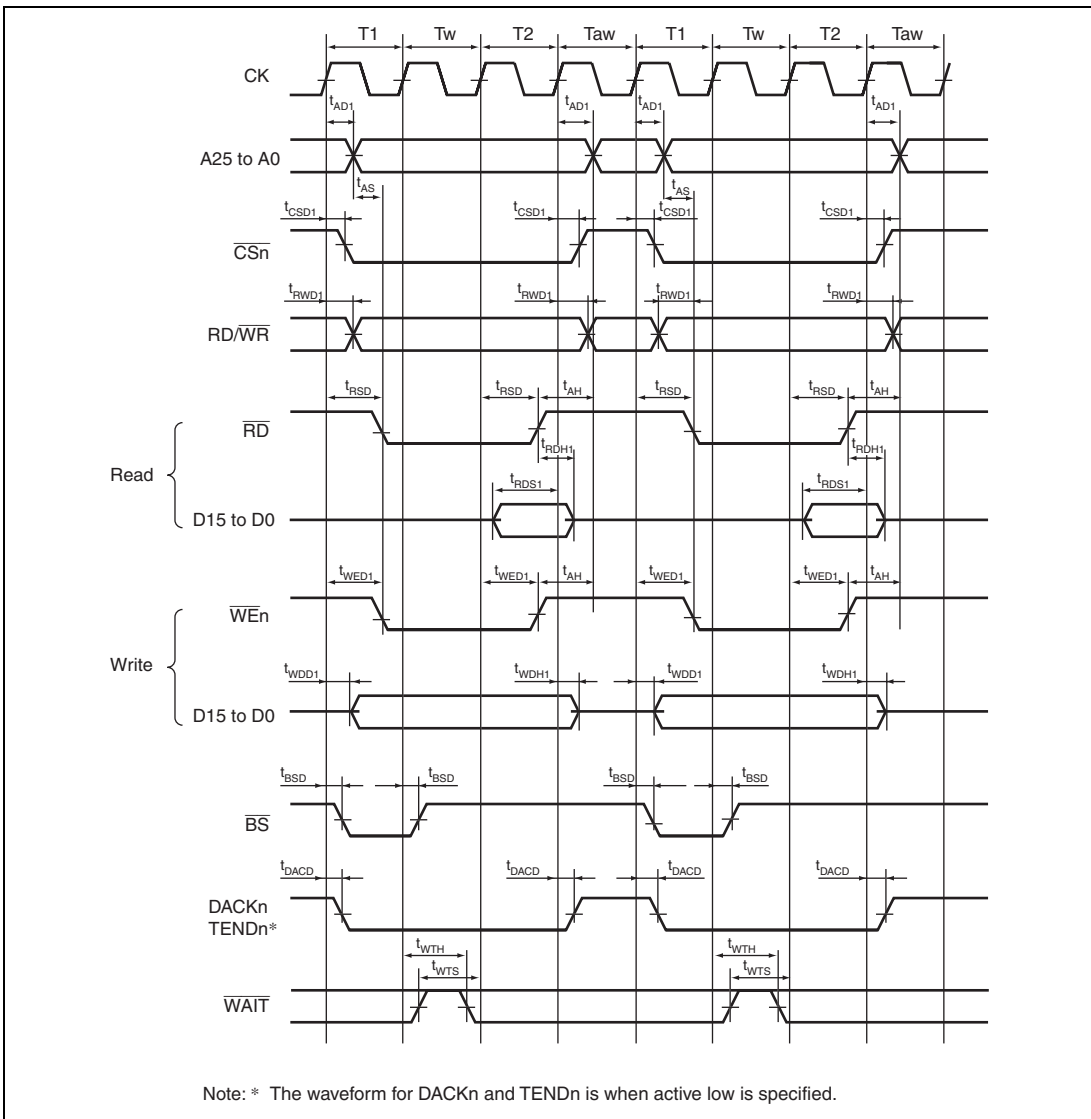 T1 Tw T2 Taw T1 Tw T2 Taw
CK
tAD1 tAD1 tAD1 tAD1
A25 to A0
tAS tAS
tCSD1 tCSD1 tCSD1 tCSD1
CSn
tRWD1 tRWD1 tRWD1 tRWD1
RD/WR
tRSD tRSD tAH tRSD tRSD tAH
RD
tRDH1 tRDH1
Read
tRDS1 tRDS1
D15 to D0
tWED1 tWED1 tAH tWED1 tWED1 tAH
WEn
Write
tWDD1 tWDH1 tWDD1 tWDH1
D15 to D0
tBSD tBSD tBSD tBSD
BS
tDACD tDACD tDACD tDACD
DACKn
TENDn*
tWTH tWTH
tWTS tWTS
WAIT
Note: * The waveform for DACKn and TENDn is when active low is specified.